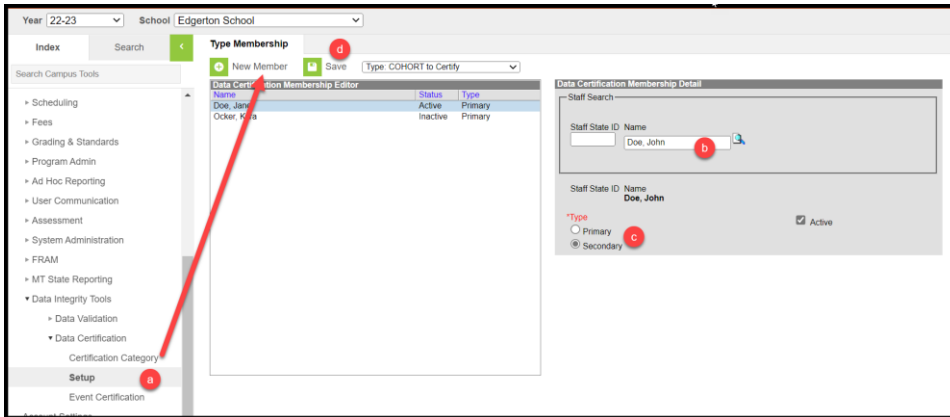 Year 22-23 School Edgerton School
Index Search <
Type Membership
d
New Member Save Type: COHORT to Certify
Search Campus Tools
Scheduling
Fees
Grading & Standards
Program Admin
Ad Hoc Reporting
User Communication
Assessment
System Administration
FRAM
MT State Reporting
Data Integrity Tools
Data Validation
Data Certification
Certification Category
Setup
a
Event Certification
Account Settings
Data Certification Membership Editor
Name Status Type
Doe, Jane Active Primary
Ocker, Inactive Primary
Data Certification Membership Detail
Staff Search
Staff State ID Name
Doe, John
b
Staff State ID Name
Doe, John
*Type
Primary
Secondary
c
Active